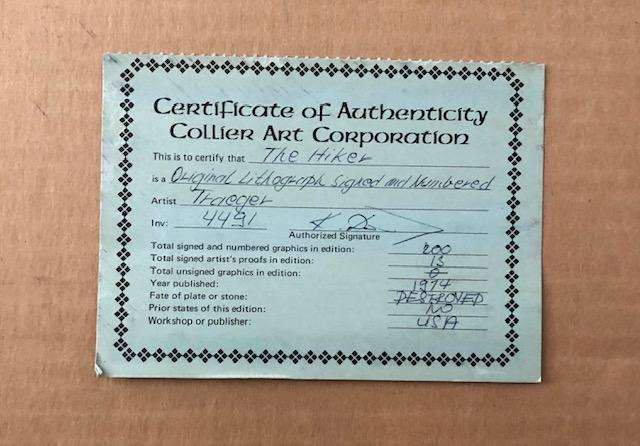 Certificate of Authenticity
Collier Art Corporation
This is to certify that The Hiker
is a Original Lithograph Signed and Numbered
Artist Traeger
Inv: 4491
Authorized Signature
Total signed and numbered graphics in edition: 200
Total signed artist's proofs in edition: 13
Total unsigned graphics in edition: 0
Year published: 1974
Fate of plate or stone: DESTROYED
Prior states of this edition: NO
Workshop or publisher: USA